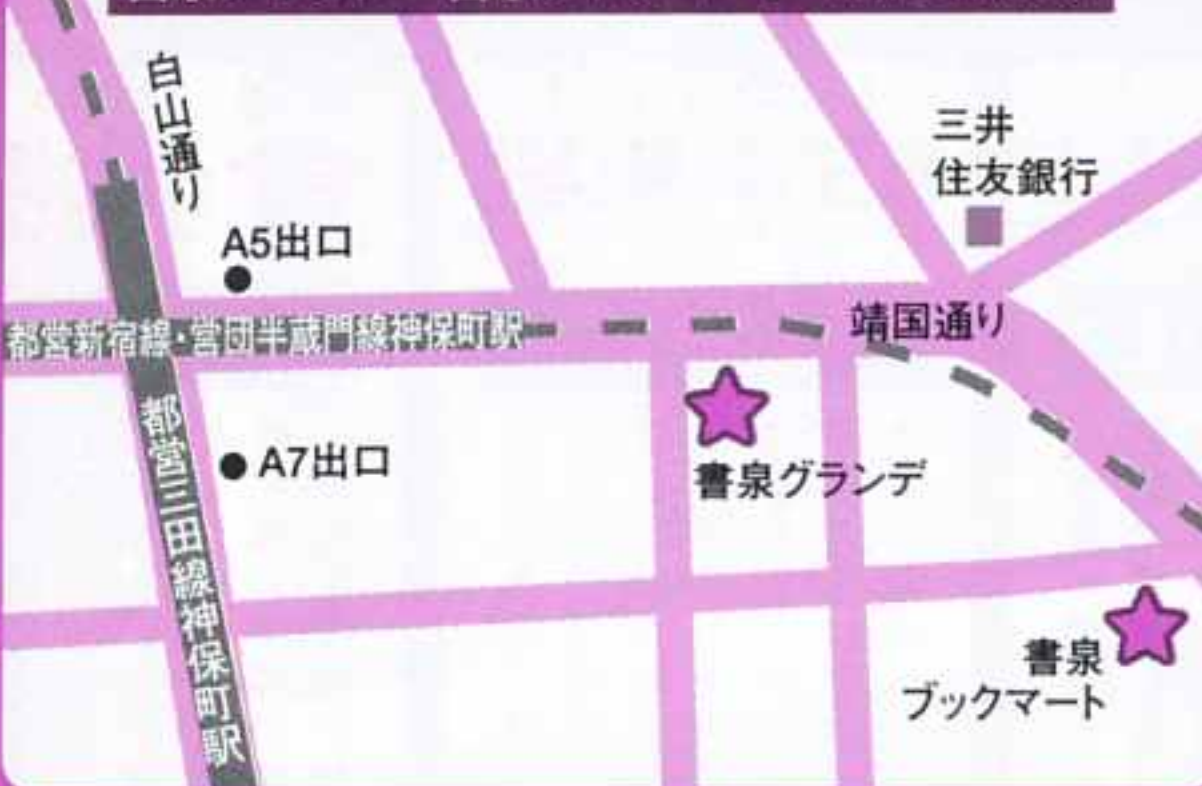 白山通り
三井
住友銀行
A5出口
都営新宿線・営団半蔵門線神保町駅
靖国通り
都営三田線神保町駅
A7出口
書泉グランデ
書泉
ブックマート